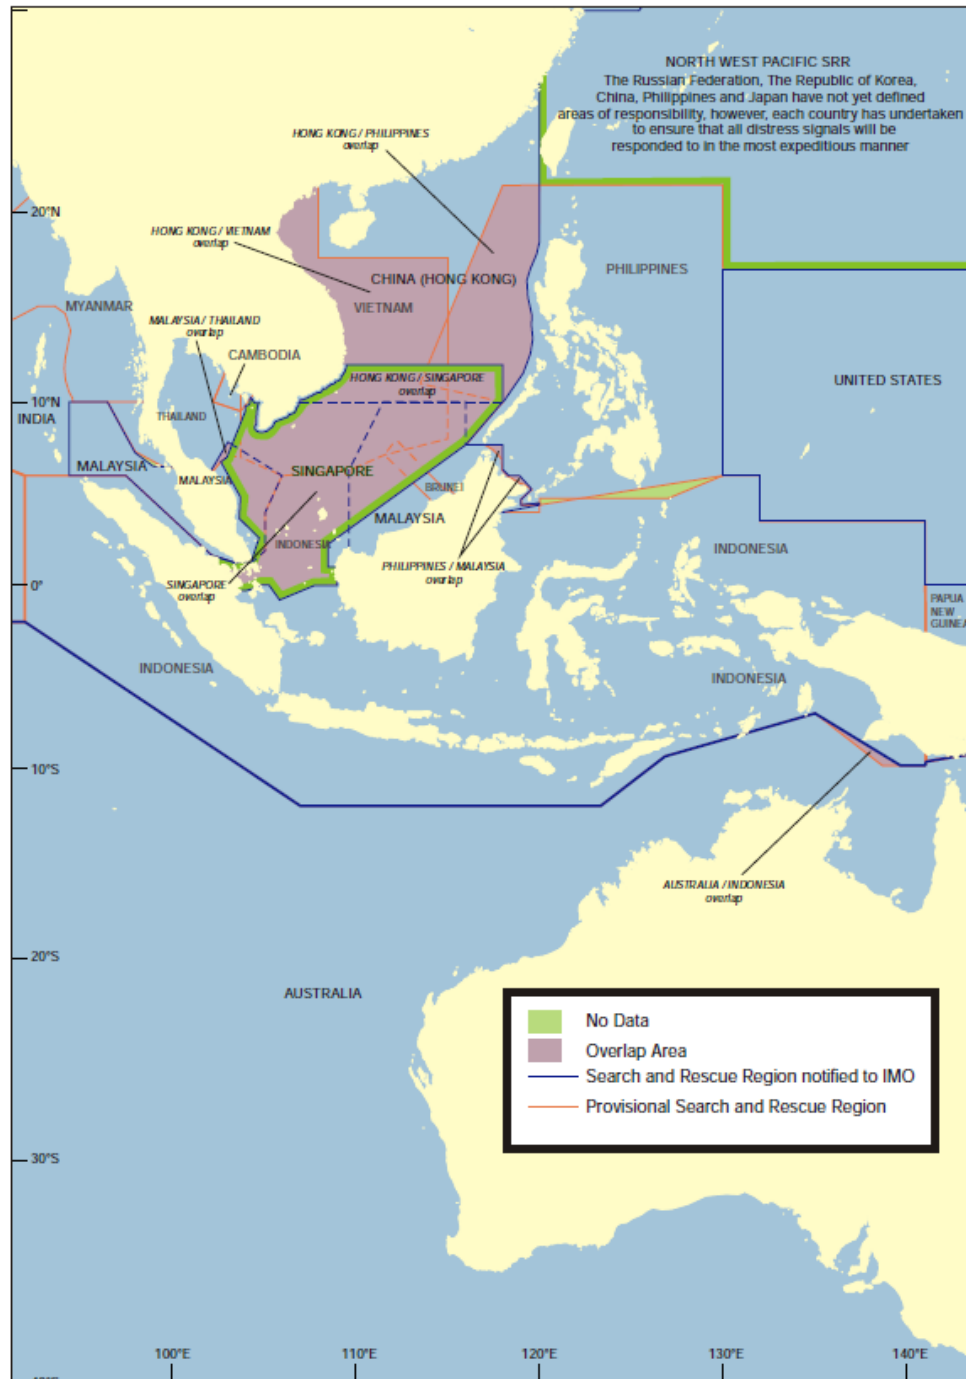 NORTH WEST PACIFIC SRR
The Russian Federation, The Republic of Korea,
China, Philippines and Japan have not yet defined
areas of responsibility, however, each country has undertaken
to ensure that all distress signals will be
responded to in the most expeditious manner
HONG KONG / PHILIPPINES
overlap
20°N
HONG KONG / VIETNAM
overlap
CHINA (HONG KONG)
PHILIPPINES
MYANMAR
VIETNAM
MALAYSIA / THAILAND
overlap
CAMBODIA
HONG KONG / SINGAPORE
overlap
UNITED STATES
10°N
INDIA
THAILAND
MALAYSIA
MALAYSIA
SINGAPORE
BRUNEI
MALAYSIA
INDONESIA
INDONESIA
PHILIPPINES / MALAYSIA
overlap
SINGAPORE
overlap
0°
PAPUA
NEW
GUINEA
INDONESIA
INDONESIA
10°S
AUSTRALIA / INDONESIA
overlap
20°S
AUSTRALIA
No Data
Overlap Area
Search and Rescue Region notified to IMO
Provisional Search and Rescue Region
30°S
100°E
110°E
120°E
130°E
140°E